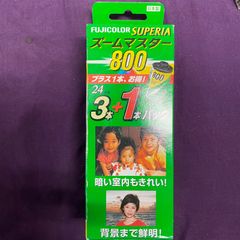 FUJICOLOR SUPERIA
ズームマスター
800
プラス1本、お得!
800
24
3本+1本パック
暗い室内もきれい!
背景まで鮮明!